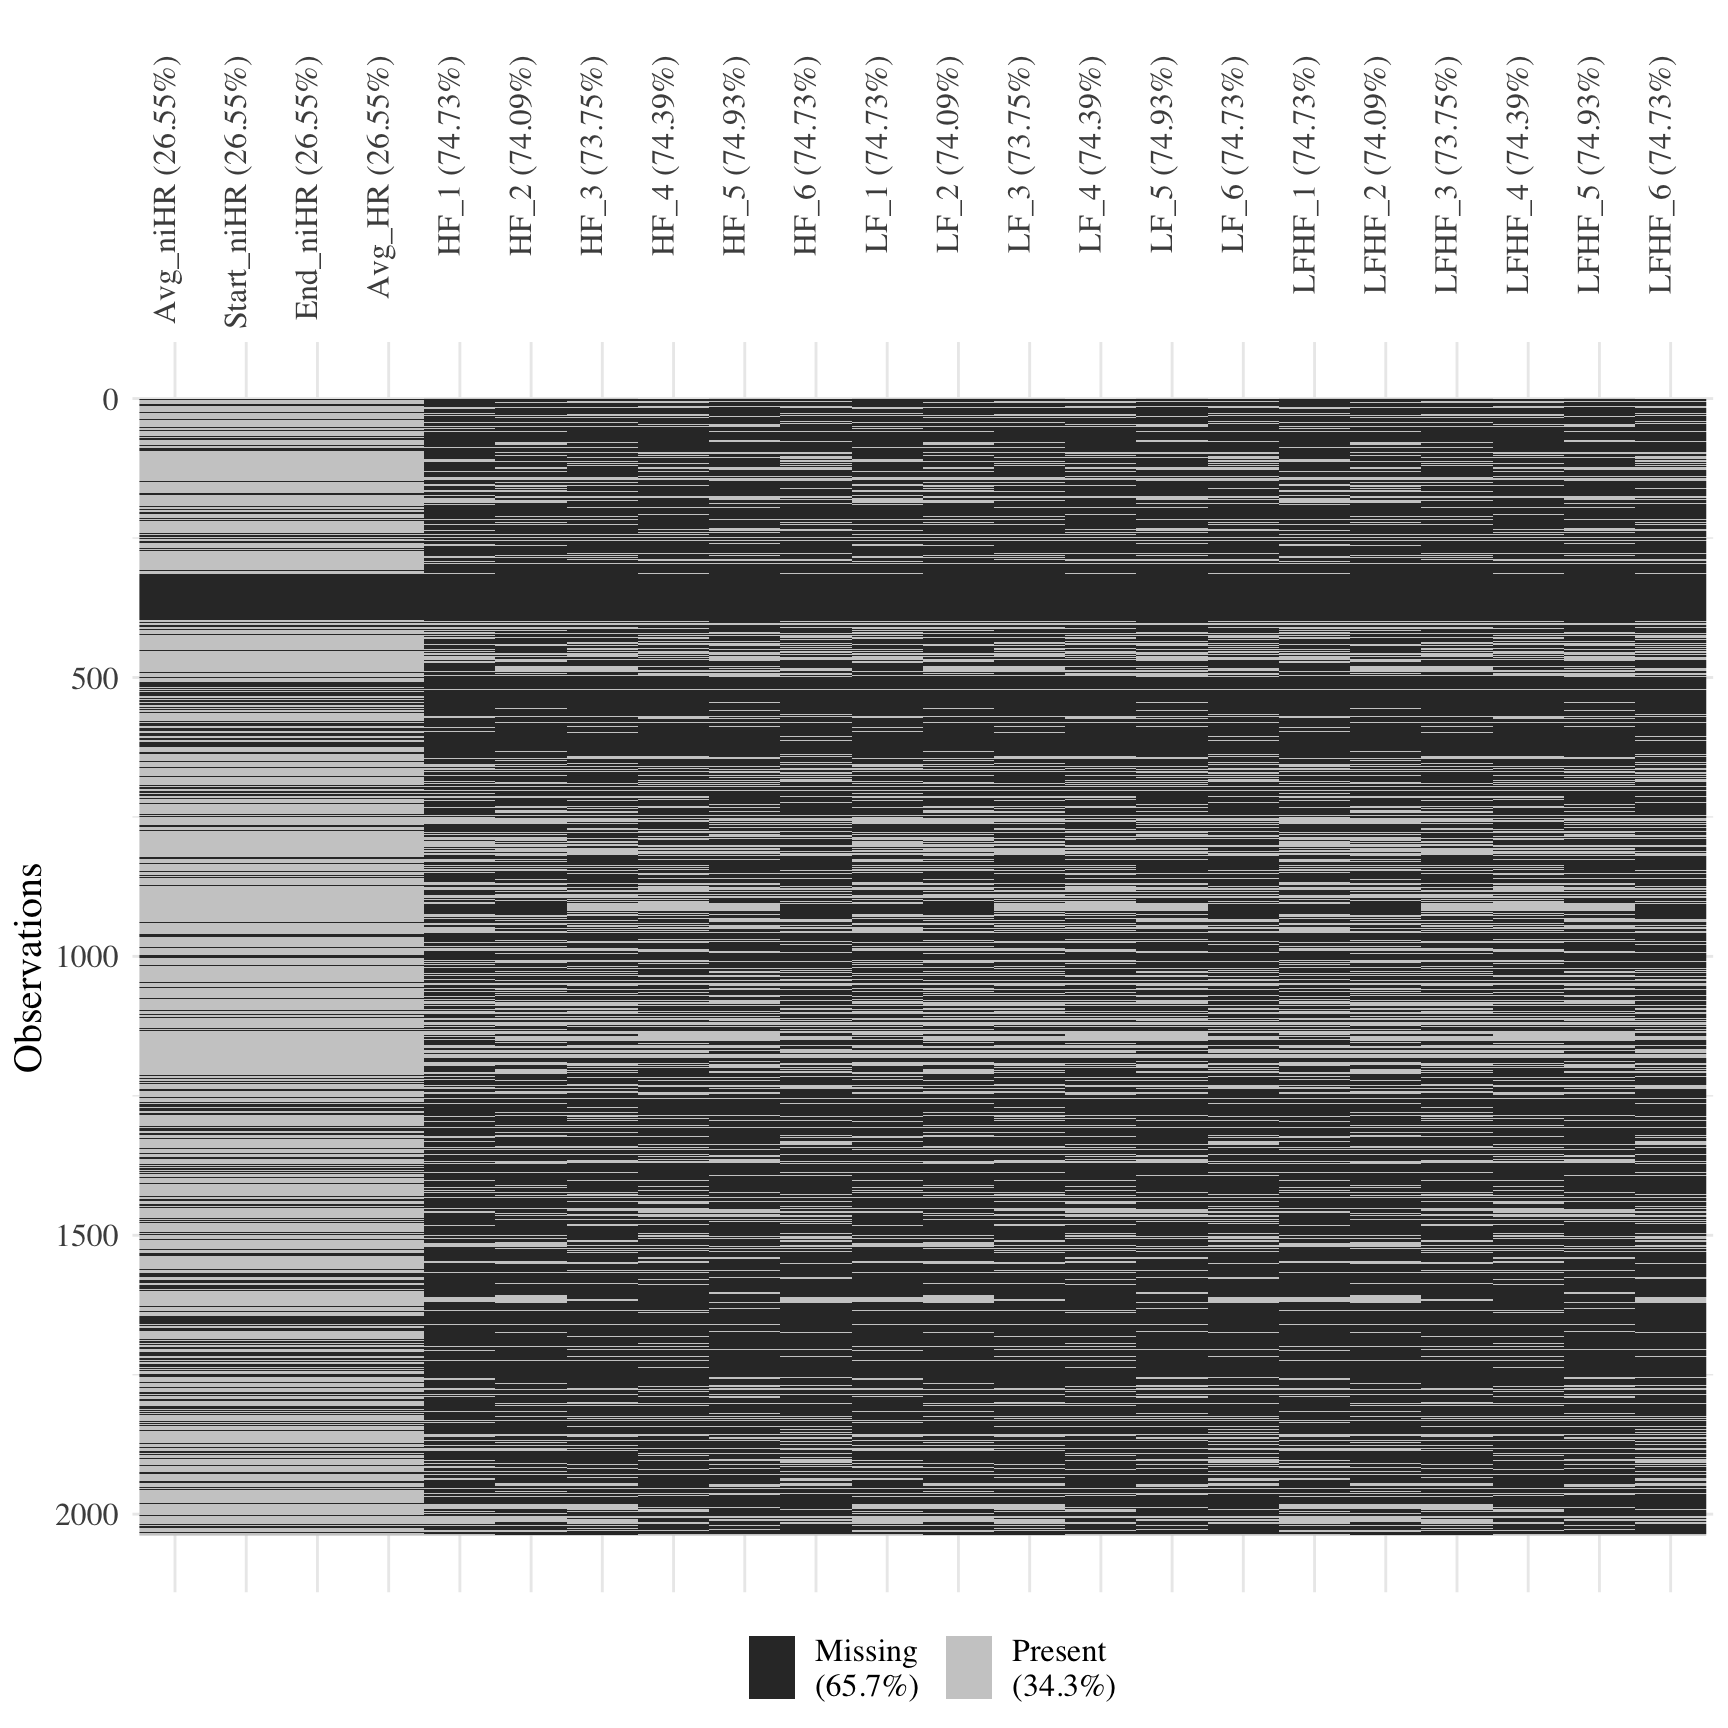 Avg_niHR (26.55%)
Start_niHR (26.55%)
End_niHR (26.55%)
Avg_HR (26.55%)
HF_1 (74.73%)
HF_2 (74.09%)
HF_3 (73.75%)
HF_4 (74.39%)
HF_5 (74.93%)
HF_6 (74.73%)
LF_1 (74.73%)
LF_2 (74.09%)
LF_3 (73.75%)
LF_4 (74.39%)
LF_5 (74.93%)
LF_6 (74.73%)
LFHF_1 (74.73%)
LFHF_2 (74.09%)
LFHF_3 (73.75%)
LFHF_4 (74.39%)
LFHF_5 (74.93%)
LFHF_6 (74.73%)
0
500
1000
1500
2000
Observations
Missing
(65.7%)
Present
(34.3%)